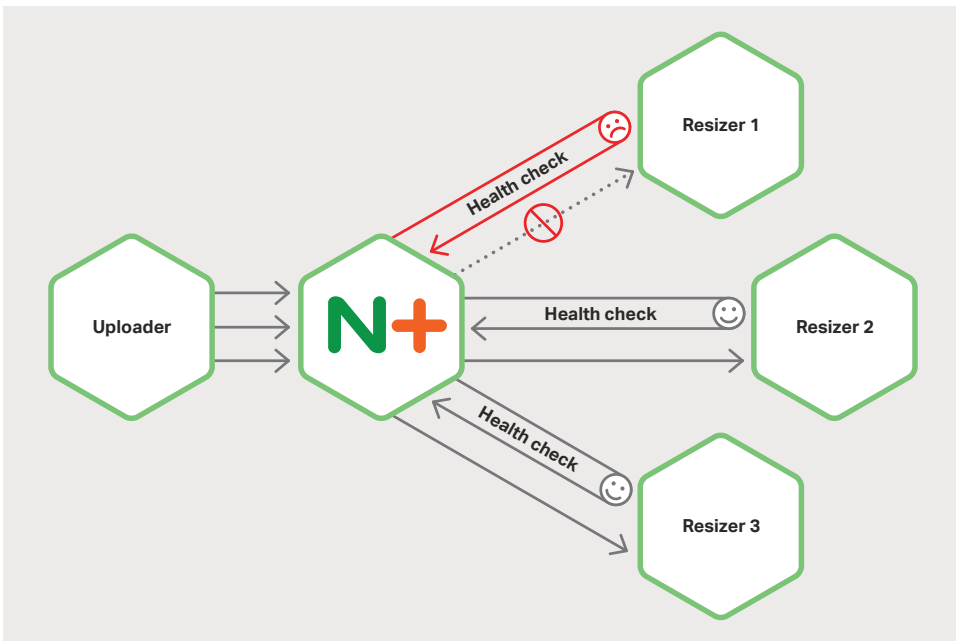 Resizer 1
Health check
Uploader
N+
Health check
Resizer 2
Health check
Resizer 3